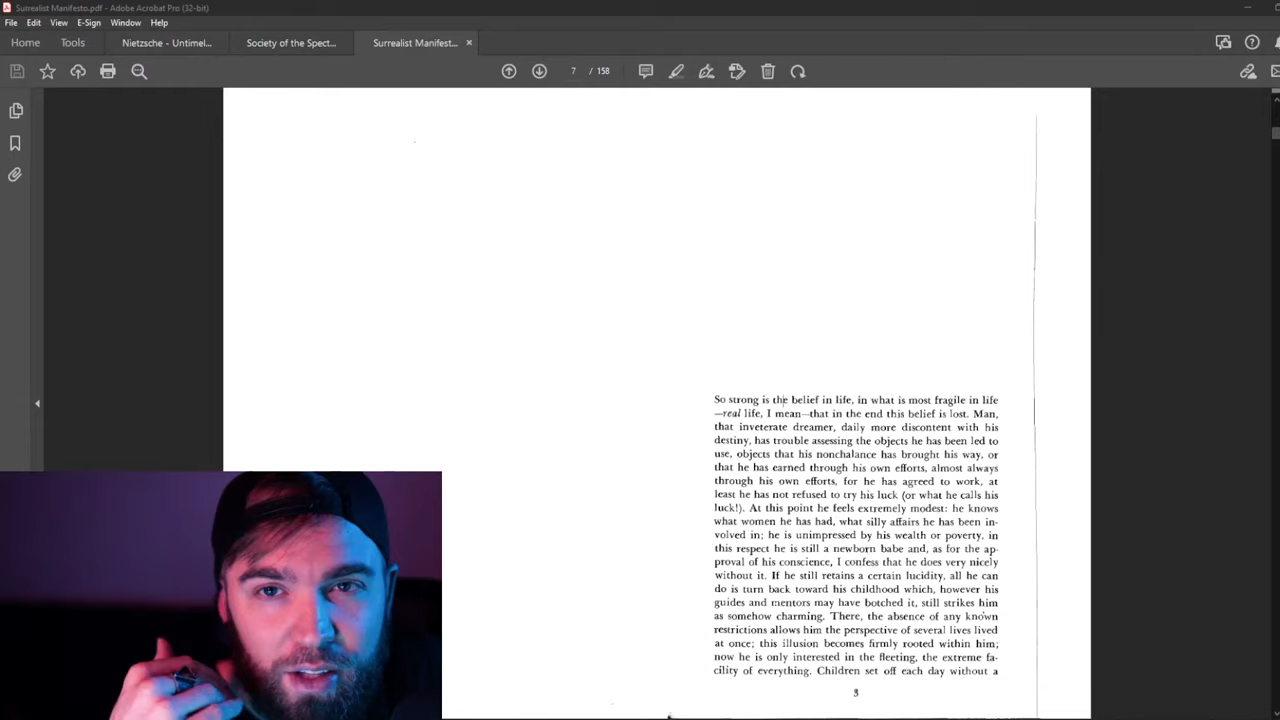 Surrealist Manifesto.pdf - Adobe Acrobat Pro (32-bit)
File Edit View E-Sign Window Help
Home Tools Nietzsche - Untimel... Society of the Spect... Surrealist Manifest... ×
7 / 158
So strong is the belief in life, in what is most fragile in life
—real life, I mean—that in the end this belief is lost. Man,
that inveterate dreamer, daily more discontent with his
destiny, has trouble assessing the objects he has been led to
use, objects that his nonchalance has brought his way, or
that he has earned through his own efforts, almost always
through his own efforts, for he has agreed to work, at
least he has not refused to try his luck (or what he calls his
luck!). At this point he feels extremely modest: he knows
what women he has had, what silly affairs he has been in-
volved in; he is unimpressed by his wealth or poverty, in
this respect he is still a newborn babe and, as for the ap-
proval of his conscience, I confess that he does very nicely
without it. If he still retains a certain lucidity, all he can
do is turn back toward his childhood which, however his
guides and mentors may have botched it, still strikes him
as somehow charming. There, the absence of any known
restrictions allows him the perspective of several lives lived
at once; this illusion becomes firmly rooted within him;
now he is only interested in the fleeting, the extreme fa-
cility of everything. Children set off each day without a
3